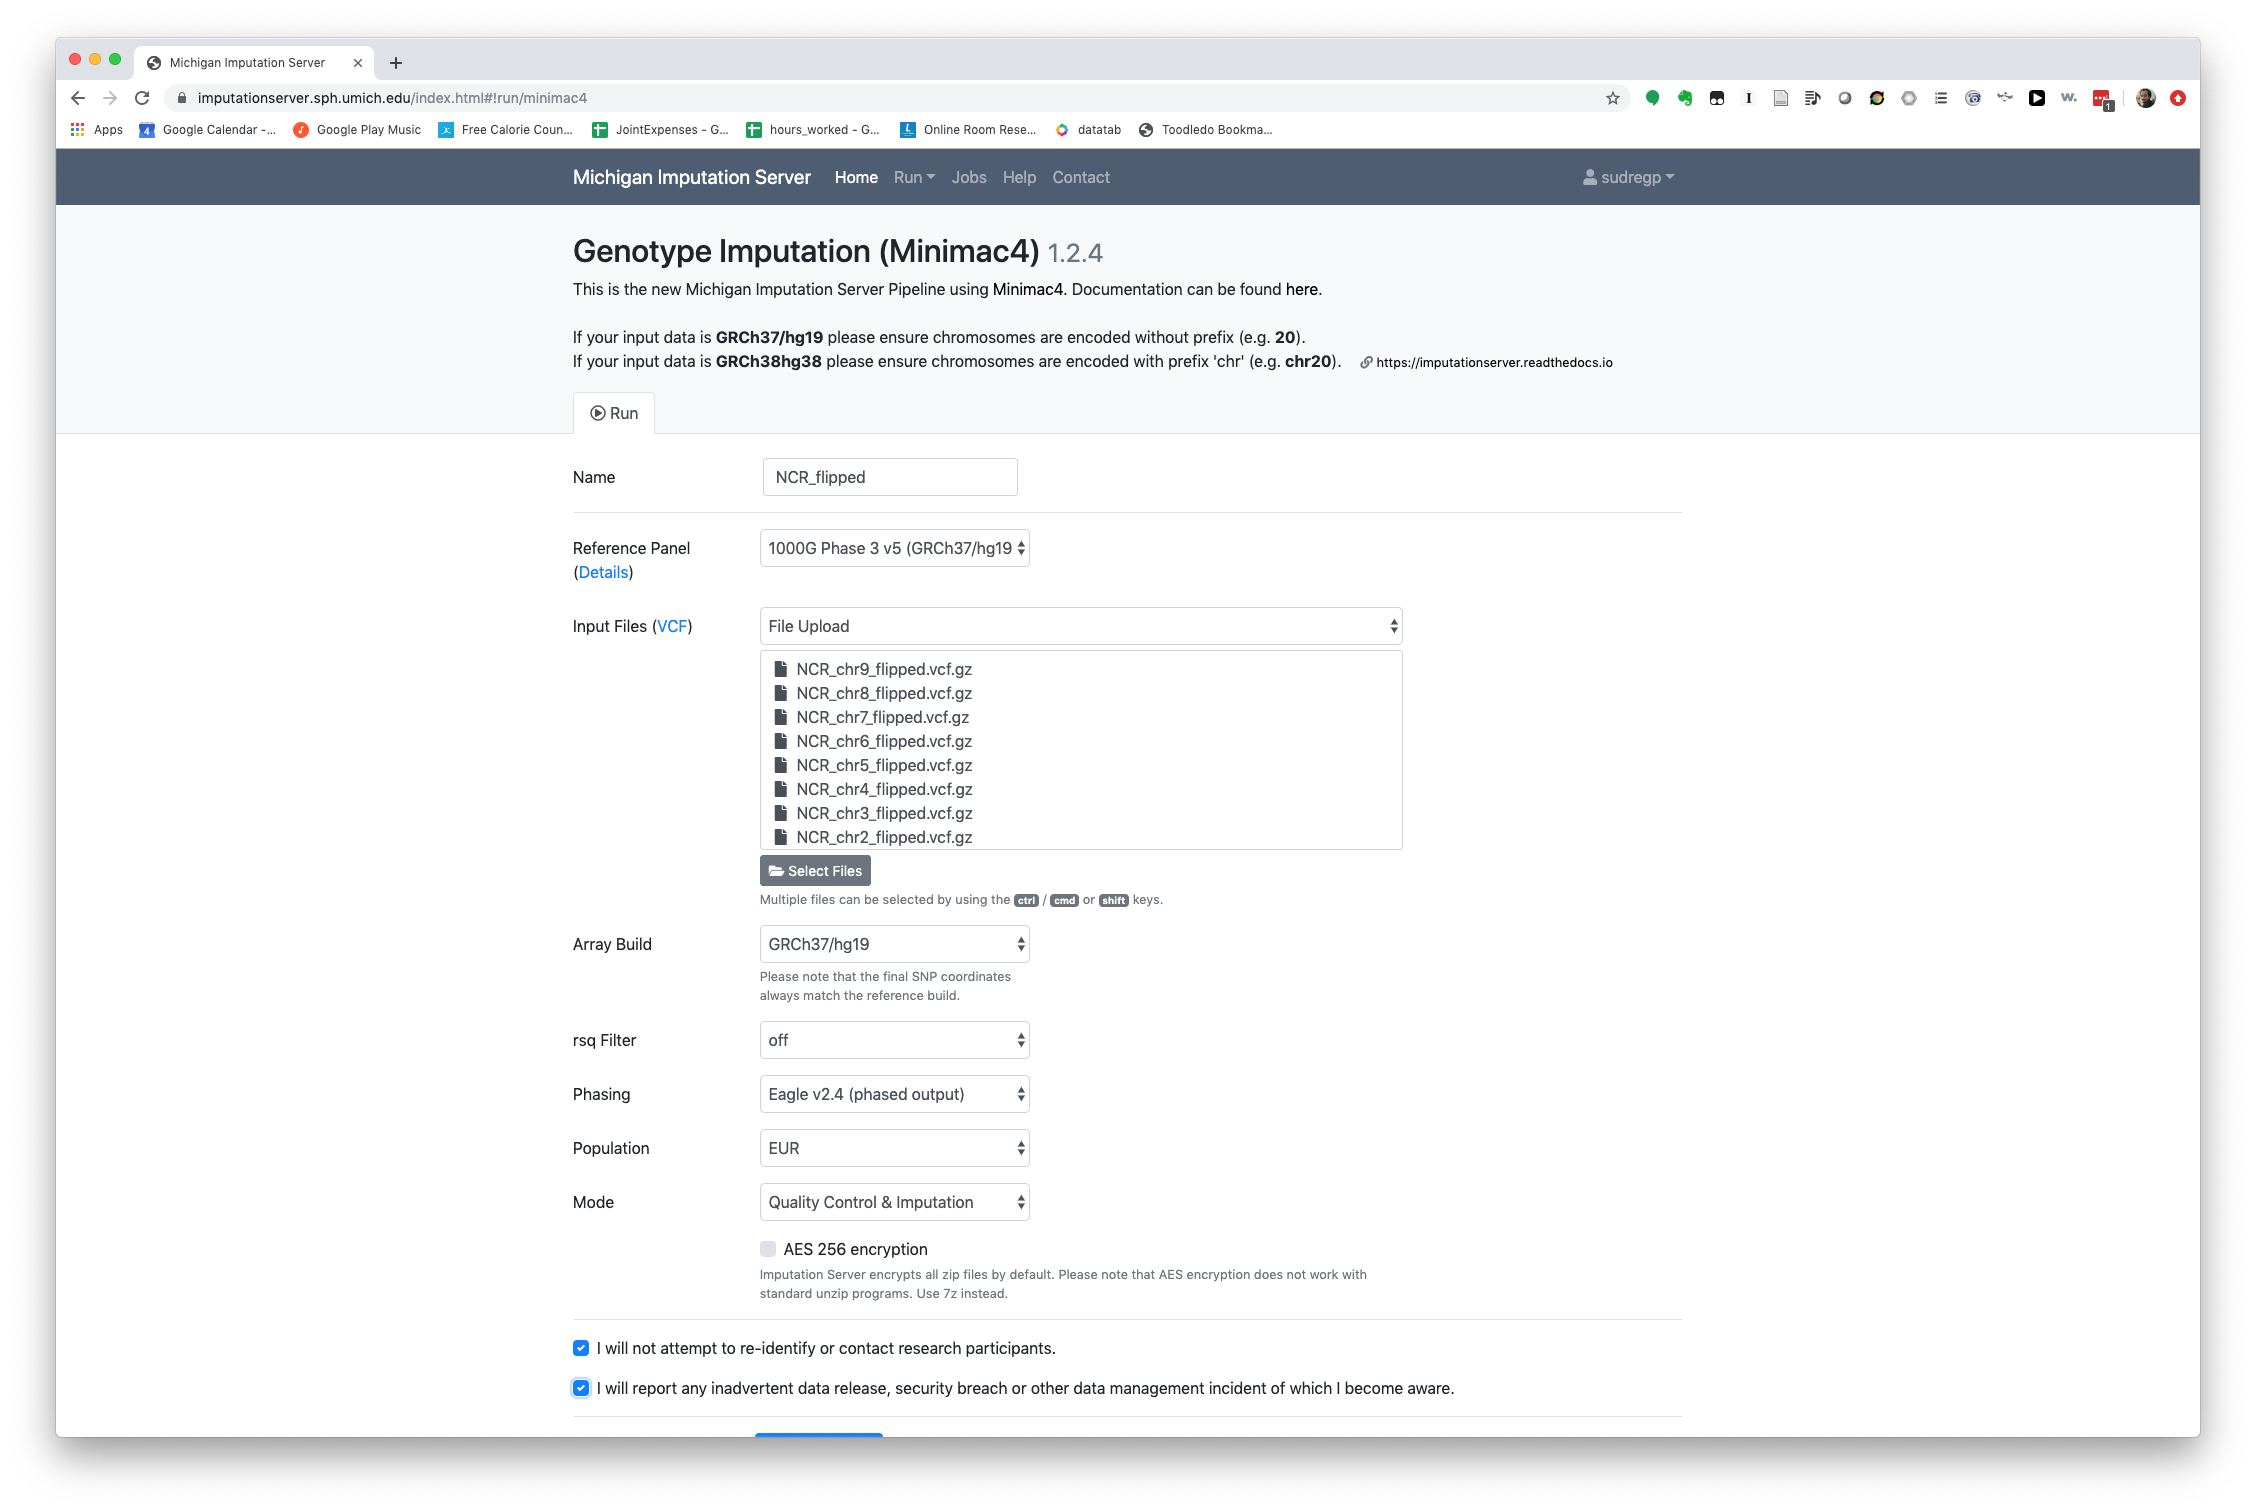 Michigan Imputation Server
imputationserver.sph.umich.edu/index.html#!run/minimac4
Apps Google Calendar -... Google Play Music Free Calorie Coun... JointExpenses - G... hours_worked - G... Online Room Rese... datatab Toodledo Bookma...
Michigan Imputation Server Home Run Jobs Help Contact sudregp
Genotype Imputation (Minimac4) 1.2.4
This is the new Michigan Imputation Server Pipeline using Minimac4. Documentation can be found here.
If your input data is GRCh37/hg19 please ensure chromosomes are encoded without prefix (e.g. 20).
If your input data is GRCh38hg38 please ensure chromosomes are encoded with prefix 'chr' (e.g. chr20). https://imputationserver.readthedocs.io
Run
Name NCR_flipped
Reference Panel 1000G Phase 3 v5 (GRCh37/hg19
(Details)
Input Files (VCF) File Upload
NCR_chr9_flipped.vcf.gz
NCR_chr8_flipped.vcf.gz
NCR_chr7_flipped.vcf.gz
NCR_chr6_flipped.vcf.gz
NCR_chr5_flipped.vcf.gz
NCR_chr4_flipped.vcf.gz
NCR_chr3_flipped.vcf.gz
NCR_chr2_flipped.vcf.gz
Select Files
Multiple files can be selected by using the ctrl / cmd or shift keys.
Array Build GRCh37/hg19
Please note that the final SNP coordinates
always match the reference build.
rsq Filter off
Phasing Eagle v2.4 (phased output)
Population EUR
Mode Quality Control & Imputation
AES 256 encryption
Imputation Server encrypts all zip files by default. Please note that AES encryption does not work with
standard unzip programs. Use 7z instead.
I will not attempt to re-identify or contact research participants.
I will report any inadvertent data release, security breach or other data management incident of which I become aware.